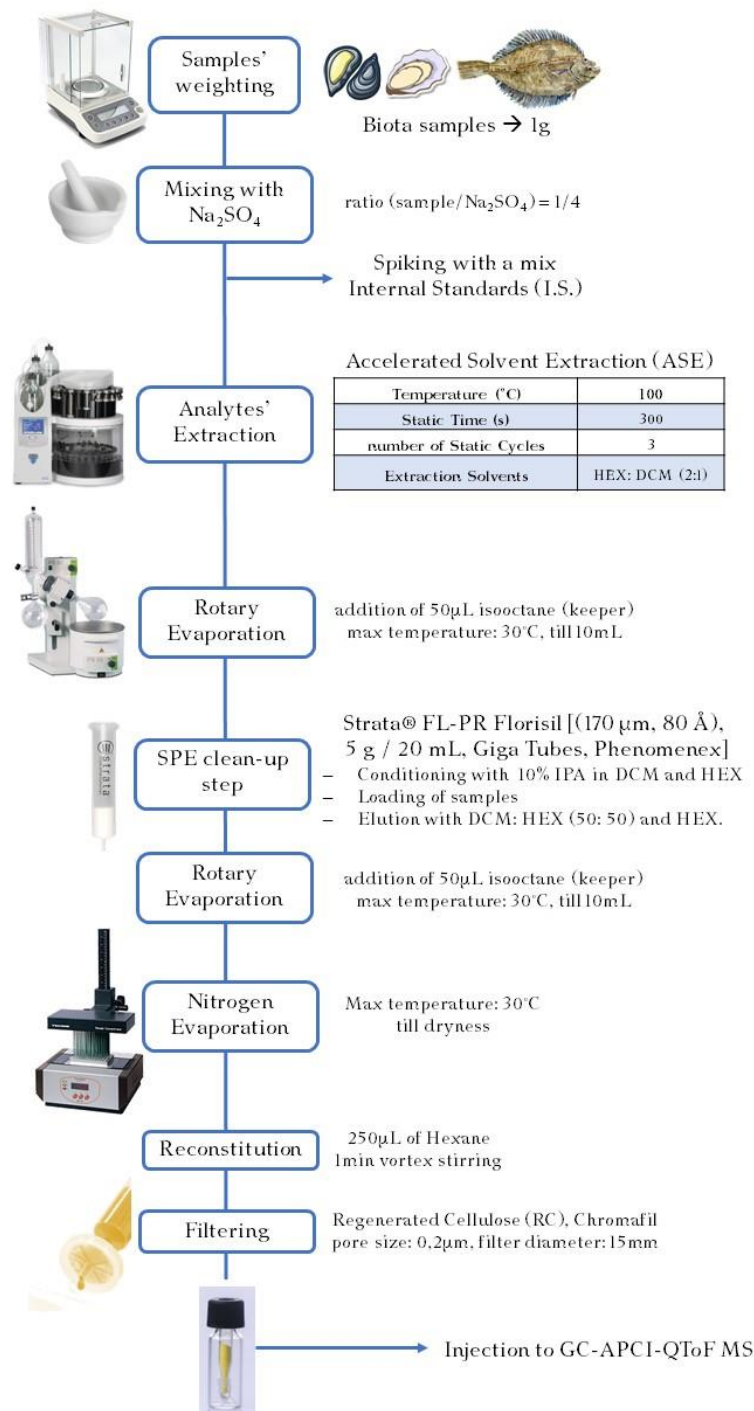 Samples'
weighting
Biota samples → 1g
Mixing with
Na₂SO₄
ratio (sample/Na₂SO₄) = 1/4
Spiking with a mix
Internal Standards (I.S.)
Accelerated Solvent Extraction (ASE)
Analytes'
Extraction
Temperature (°C) 100
Static Time (s) 300
number of Static Cycles 3
Extraction Solvents HEX: DCM (2:1)
Rotary
Evaporation
addition of 50μL isooctane (keeper)
max temperature: 30°C, till 10mL
strata
SPE clean-up
step
Strata® FL-PR Florisil [(170 μm, 80 Å),
5 g / 20 mL, Giga Tubes, Phenomenex]
– Conditioning with 10% IPA in DCM and HEX
– Loading of samples
– Elution with DCM: HEX (50: 50) and HEX.
Rotary
Evaporation
addition of 50μL isooctane (keeper)
max temperature: 30°C, till 10mL
Nitrogen
Evaporation
Max temperature: 30°C
till dryness
Reconstitution
250μL of Hexane
1min vortex stirring
Filtering
Regenerated Cellulose (RC), Chromafil
pore size: 0,2μm, filter diameter: 15mm
Injection to GC-APCI-QToF MS